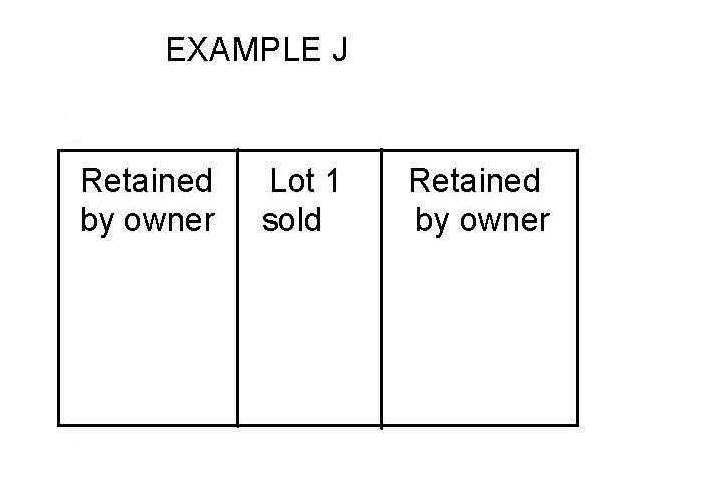 EXAMPLE J
Retained
by owner
Lot 1
sold
Retained
by owner